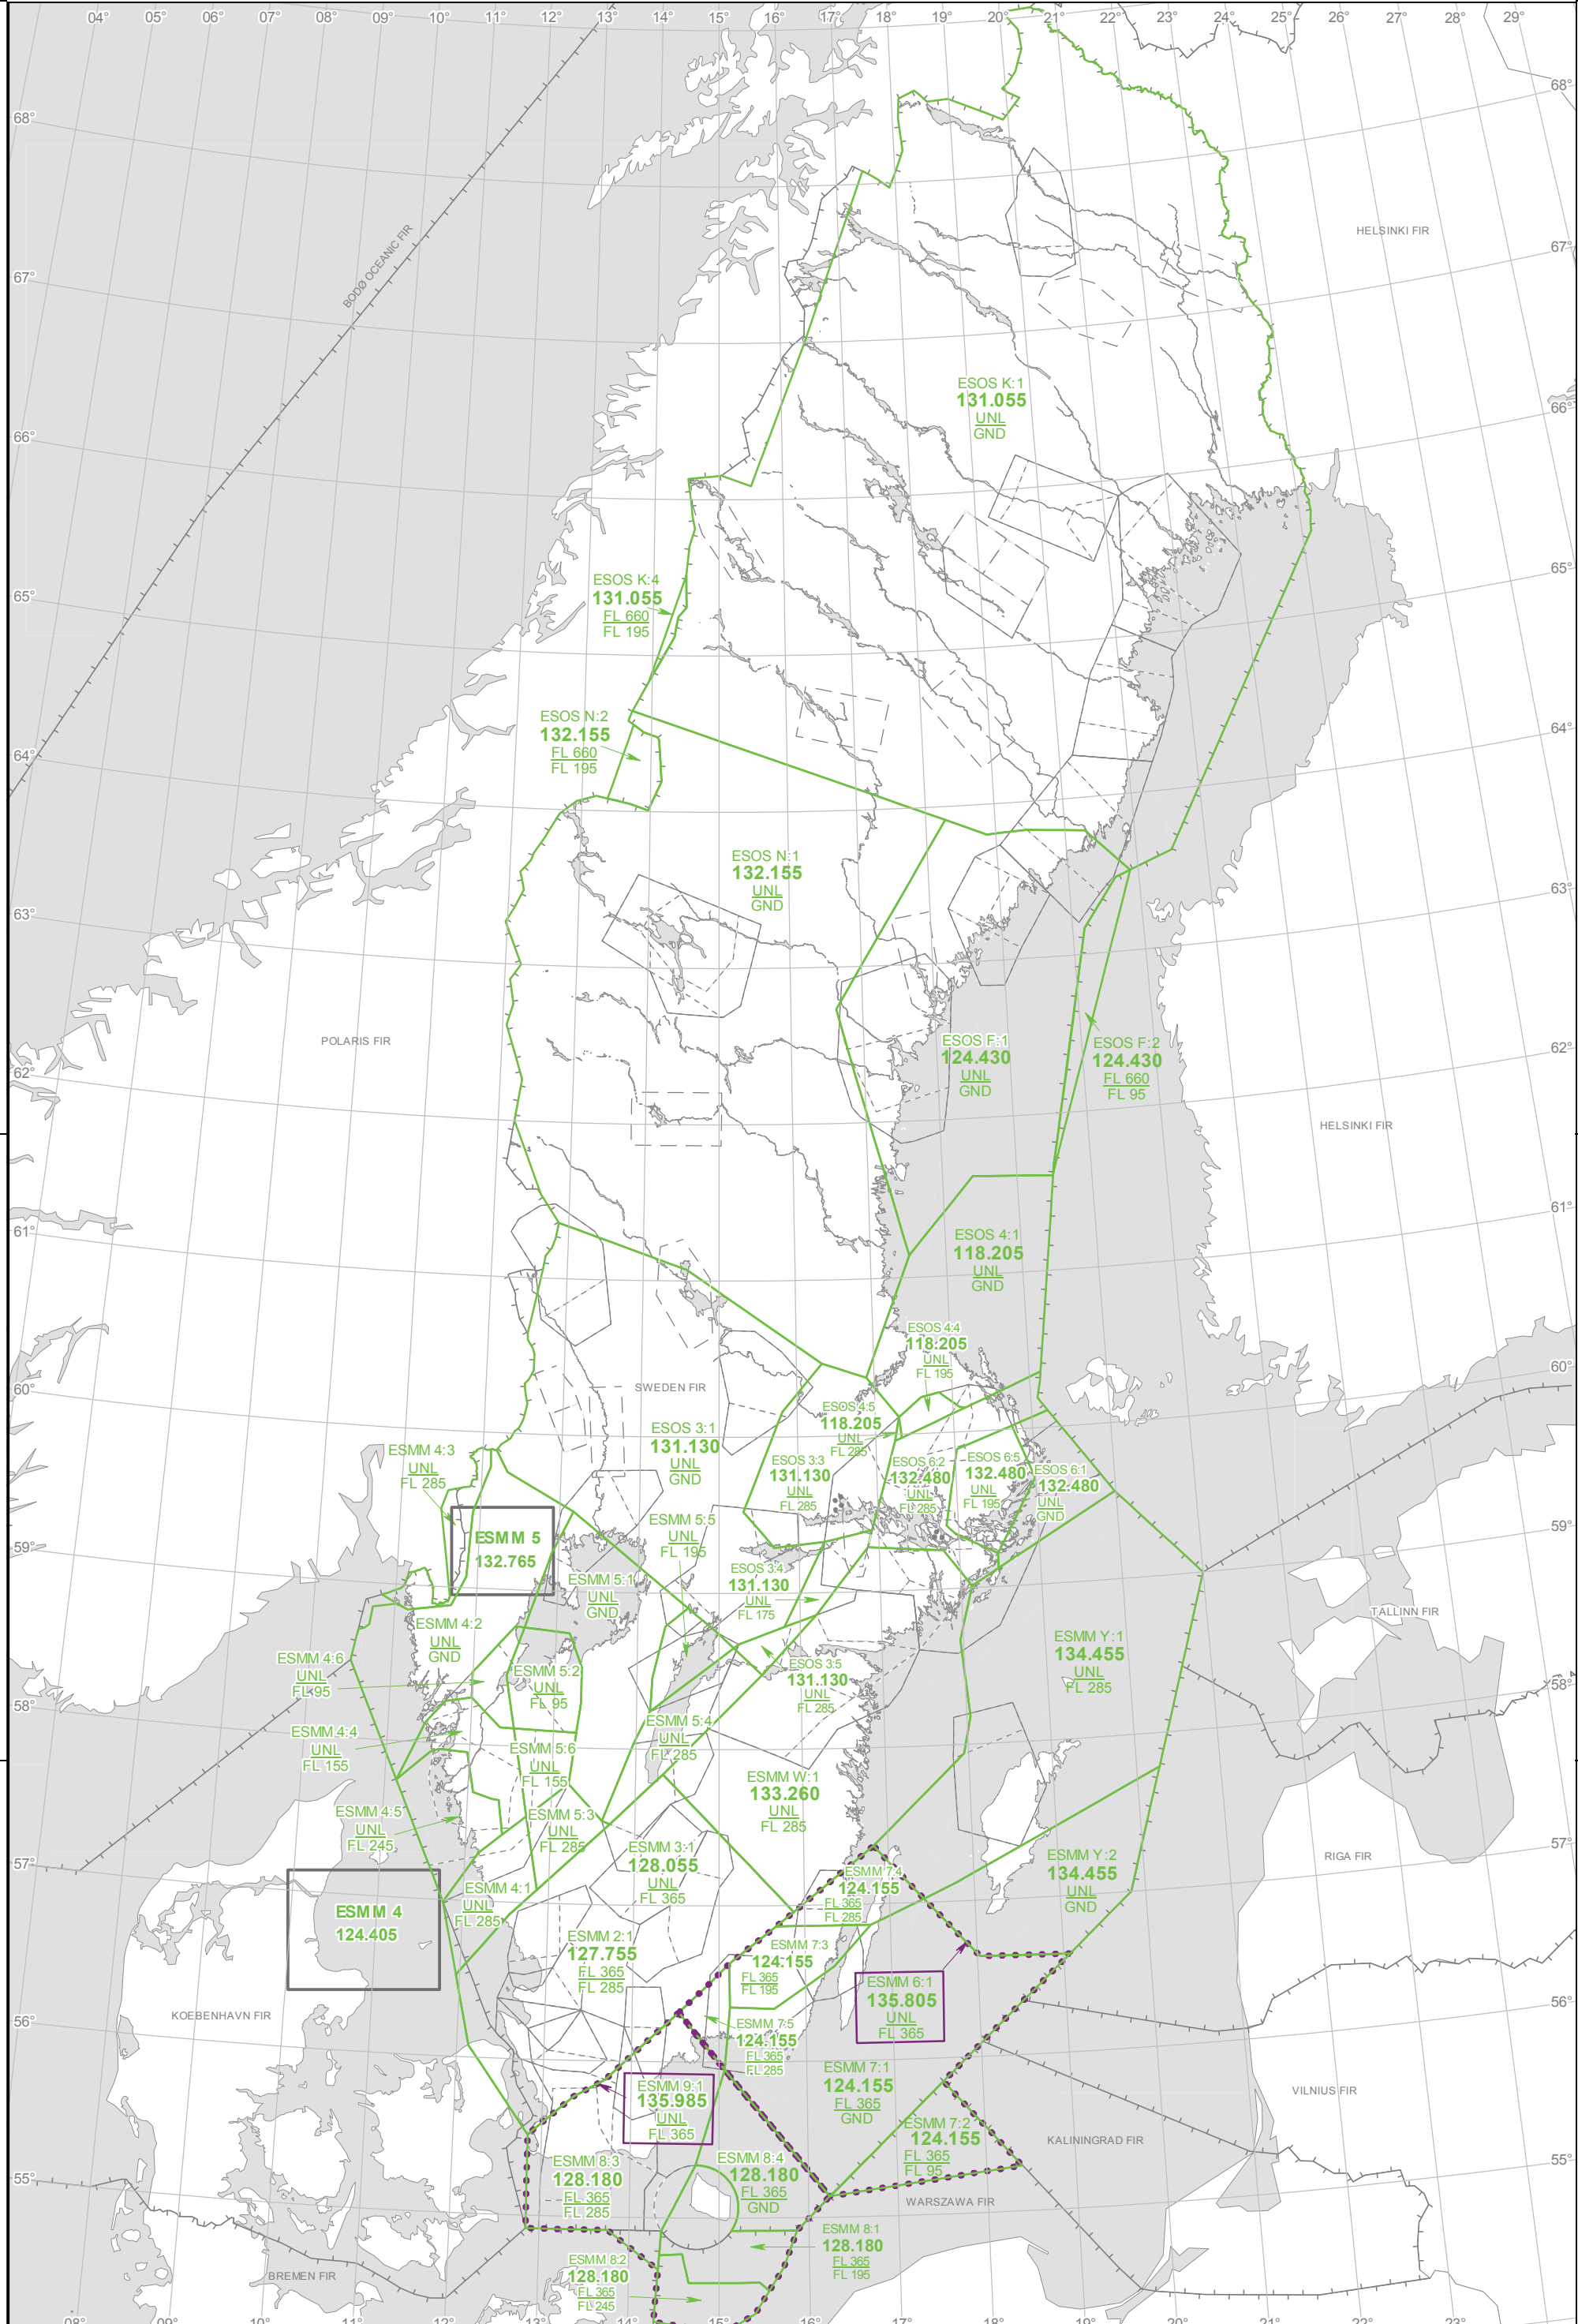 04° 05° 06° 07° 08° 09° 10° 11° 12° 13° 14° 15° 16° 17° 18° 19° 20° 21° 22° 23° 24° 25° 26° 27° 28° 29°
68°
68°
BODØ OCEANIC FIR
HELSINKI FIR
67°
67°
ESOS K:1
131.055
UNL
GND
66°
66°
65°
65°
ESOS K:4
131.055
FL 660
FL 195
ESOS N:2
132.155
FL 660
FL 195
64°
64°
ESOS N:1
132.155
UNL
GND
63°
63°
POLARIS FIR
ESOS F:1
124.430
UNL
GND
ESOS F:2
124.430
FL 660
FL 95
62°
62°
HELSINKI FIR
61°
61°
ESOS 4:1
118.205
UNL
GND
ESOS 4:4
118.205
UNL
FL 195
60°
60°
SWEDEN FIR
ESOS 4:5
118.205
UNL
FL 285
ESOS 3:1
131.130
UNL
GND
ESMM 4:3
UNL
FL 285
ESOS 3:3
131.130
UNL
FL 285
ESOS 6:2
132.480
UNL
FL 285
ESOS 6:5
132.480
UNL
FL 195
ESOS 6:1
132.480
UNL
GND
59°
59°
ESMM 5
132.765
ESMM 5:5
UNL
FL 195
ESMM 5:1
UNL
GND
ESOS 3:4
131.130
UNL
FL 175
TALLINN FIR
ESMM 4:2
UNL
GND
ESMM 4:6
UNL
FL 95
ESMM 5:2
UNL
FL 95
ESOS 3:5
131.130
UNL
FL 285
ESMM Y:1
134.455
UNL
FL 285
58°
58°
ESMM 4:4
UNL
FL 155
ESMM 5:4
UNL
FL 285
ESMM 5:6
UNL
FL 155
ESMM W:1
133.260
UNL
FL 285
ESMM 4:5
UNL
FL 245
ESMM 5:3
UNL
FL 285
57°
57°
ESMM 3:1
128.055
UNL
FL 365
ESMM Y:2
134.455
UNL
GND
RIGA FIR
ESMM 7:4
124.155
FL 365
FL 285
ESMM 4:1
UNL
FL 285
ESMM 4
124.405
ESMM 2:1
127.755
FL 365
FL 285
ESMM 7:3
124.155
FL 365
FL 195
ESMM 6:1
135.805
UNL
FL 365
KOEBENHAVN FIR
56°
56°
ESMM 7:5
124.155
FL 365
FL 285
ESMM 7:1
124.155
FL 365
GND
ESMM 9:1
135.985
UNL
FL 365
VILNIUS FIR
ESMM 7:2
124.155
FL 365
FL 95
KALININGRAD FIR
55°
55°
ESMM 8:3
128.180
FL 365
FL 285
ESMM 8:4
128.180
FL 365
GND
WARSZAWA FIR
ESMM 8:1
128.180
FL 365
FL 195
BREMEN FIR
ESMM 8:2
128.180
FL 365
FL 245
08° 09° 10° 11° 12° 13° 14° 15° 16° 17° 18° 19° 20° 21° 22° 23°